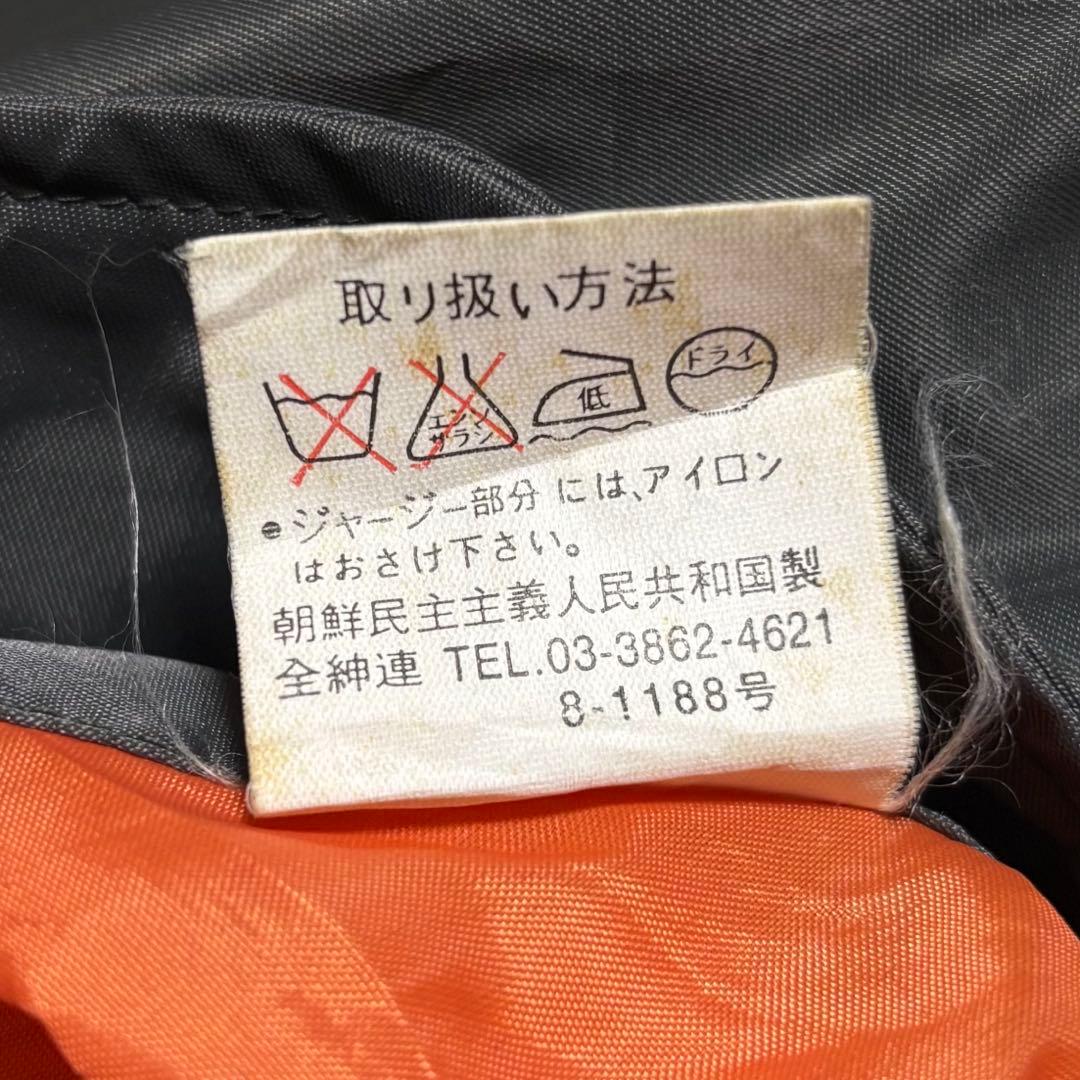 取り扱い方法
エンソサラシ
低
ドライ
●ジャージー部分には、アイロン
はおさけ下さい。
朝鮮民主主義人民共和国製
全紳連 TEL.03-3862-4621
8-1188号